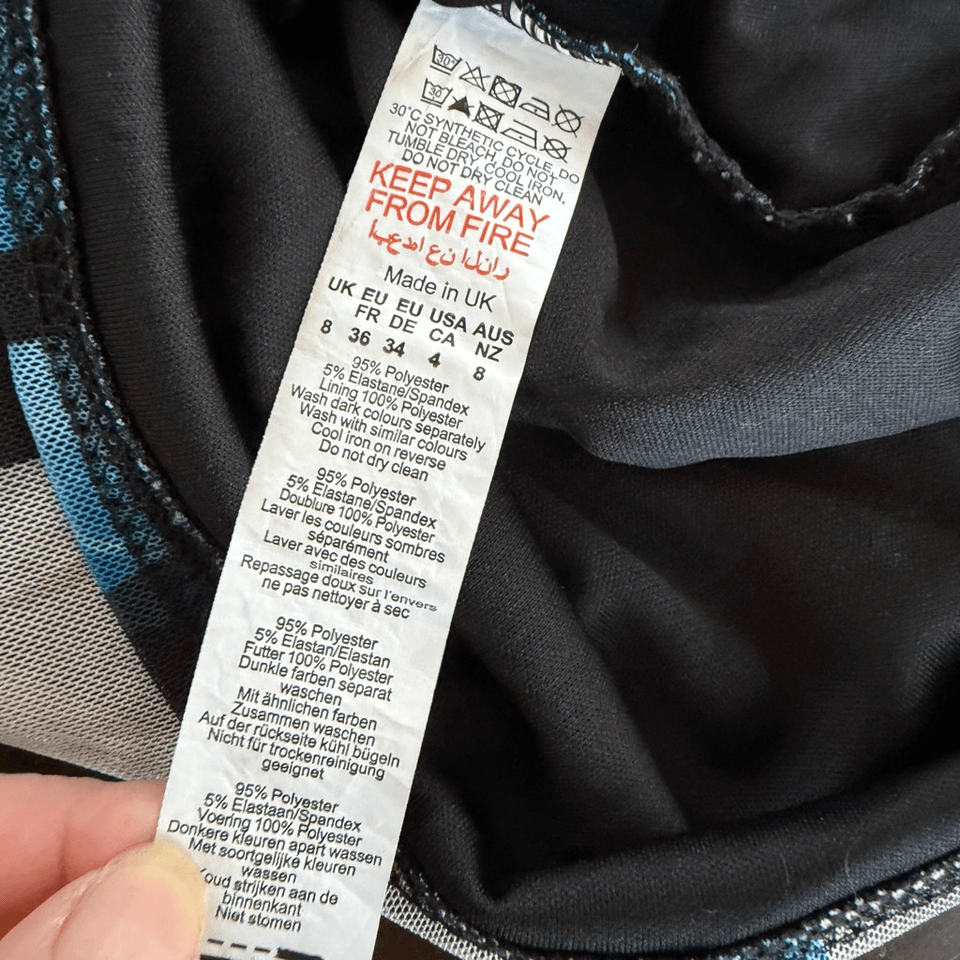 30°
30°
30°C SYNTHETIC CYCLE, DO
NOT BLEACH, DO NOT
TUMBLE DRY, COOL IRON,
DO NOT DRY CLEAN
KEEP AWAY
FROM FIRE
ابعدها عن النار
Made in UK
UK EU EU USA AUS
FR DE CA NZ
8 36 34 4 8
95% Polyester
5% Elastane/Spandex
Lining 100% Polyester
Wash dark colours separately
Wash with similar colours
Cool iron on reverse
Do not dry clean
95% Polyester
5% Elastane/Spandex
Doublure 100% Polyester
Laver les couleurs sombres
séparément
Laver avec des couleurs
similaires
Repassage doux sur l'envers
ne pas nettoyer à sec
95% Polyester
5% Elastan/Elastan
Futter 100% Polyester
Dunkle farben separat
waschen
Mit ähnlichen farben
Zusammen waschen
Auf der rückseite kühl bügeln
Nicht für trockenreinigung
geeignet
95% Polyester
5% Elastaan/Spandex
Voering 100% Polyester
Donkere kleuren apart wassen
Met soortgelijke kleuren
wassen
oud strijken aan de
binnenkant
Niet stomen